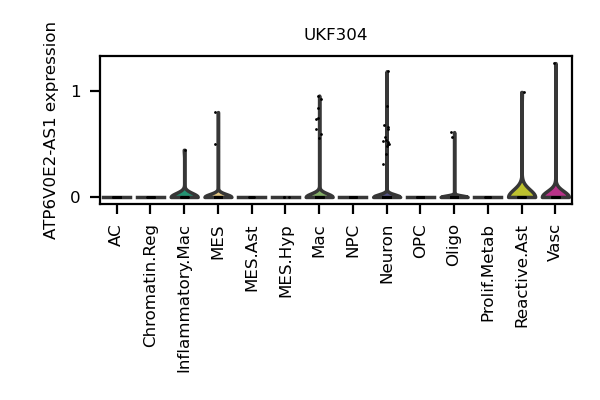 UKF304
ATP6V0E2-AS1 expression
1
0
AC
Chromatin.Reg
Inflammatory.Mac
MES
MES.Ast
MES.Hyp
Mac
NPC
Neuron
OPC
Oligo
Prolif.Metab
Reactive.Ast
Vasc